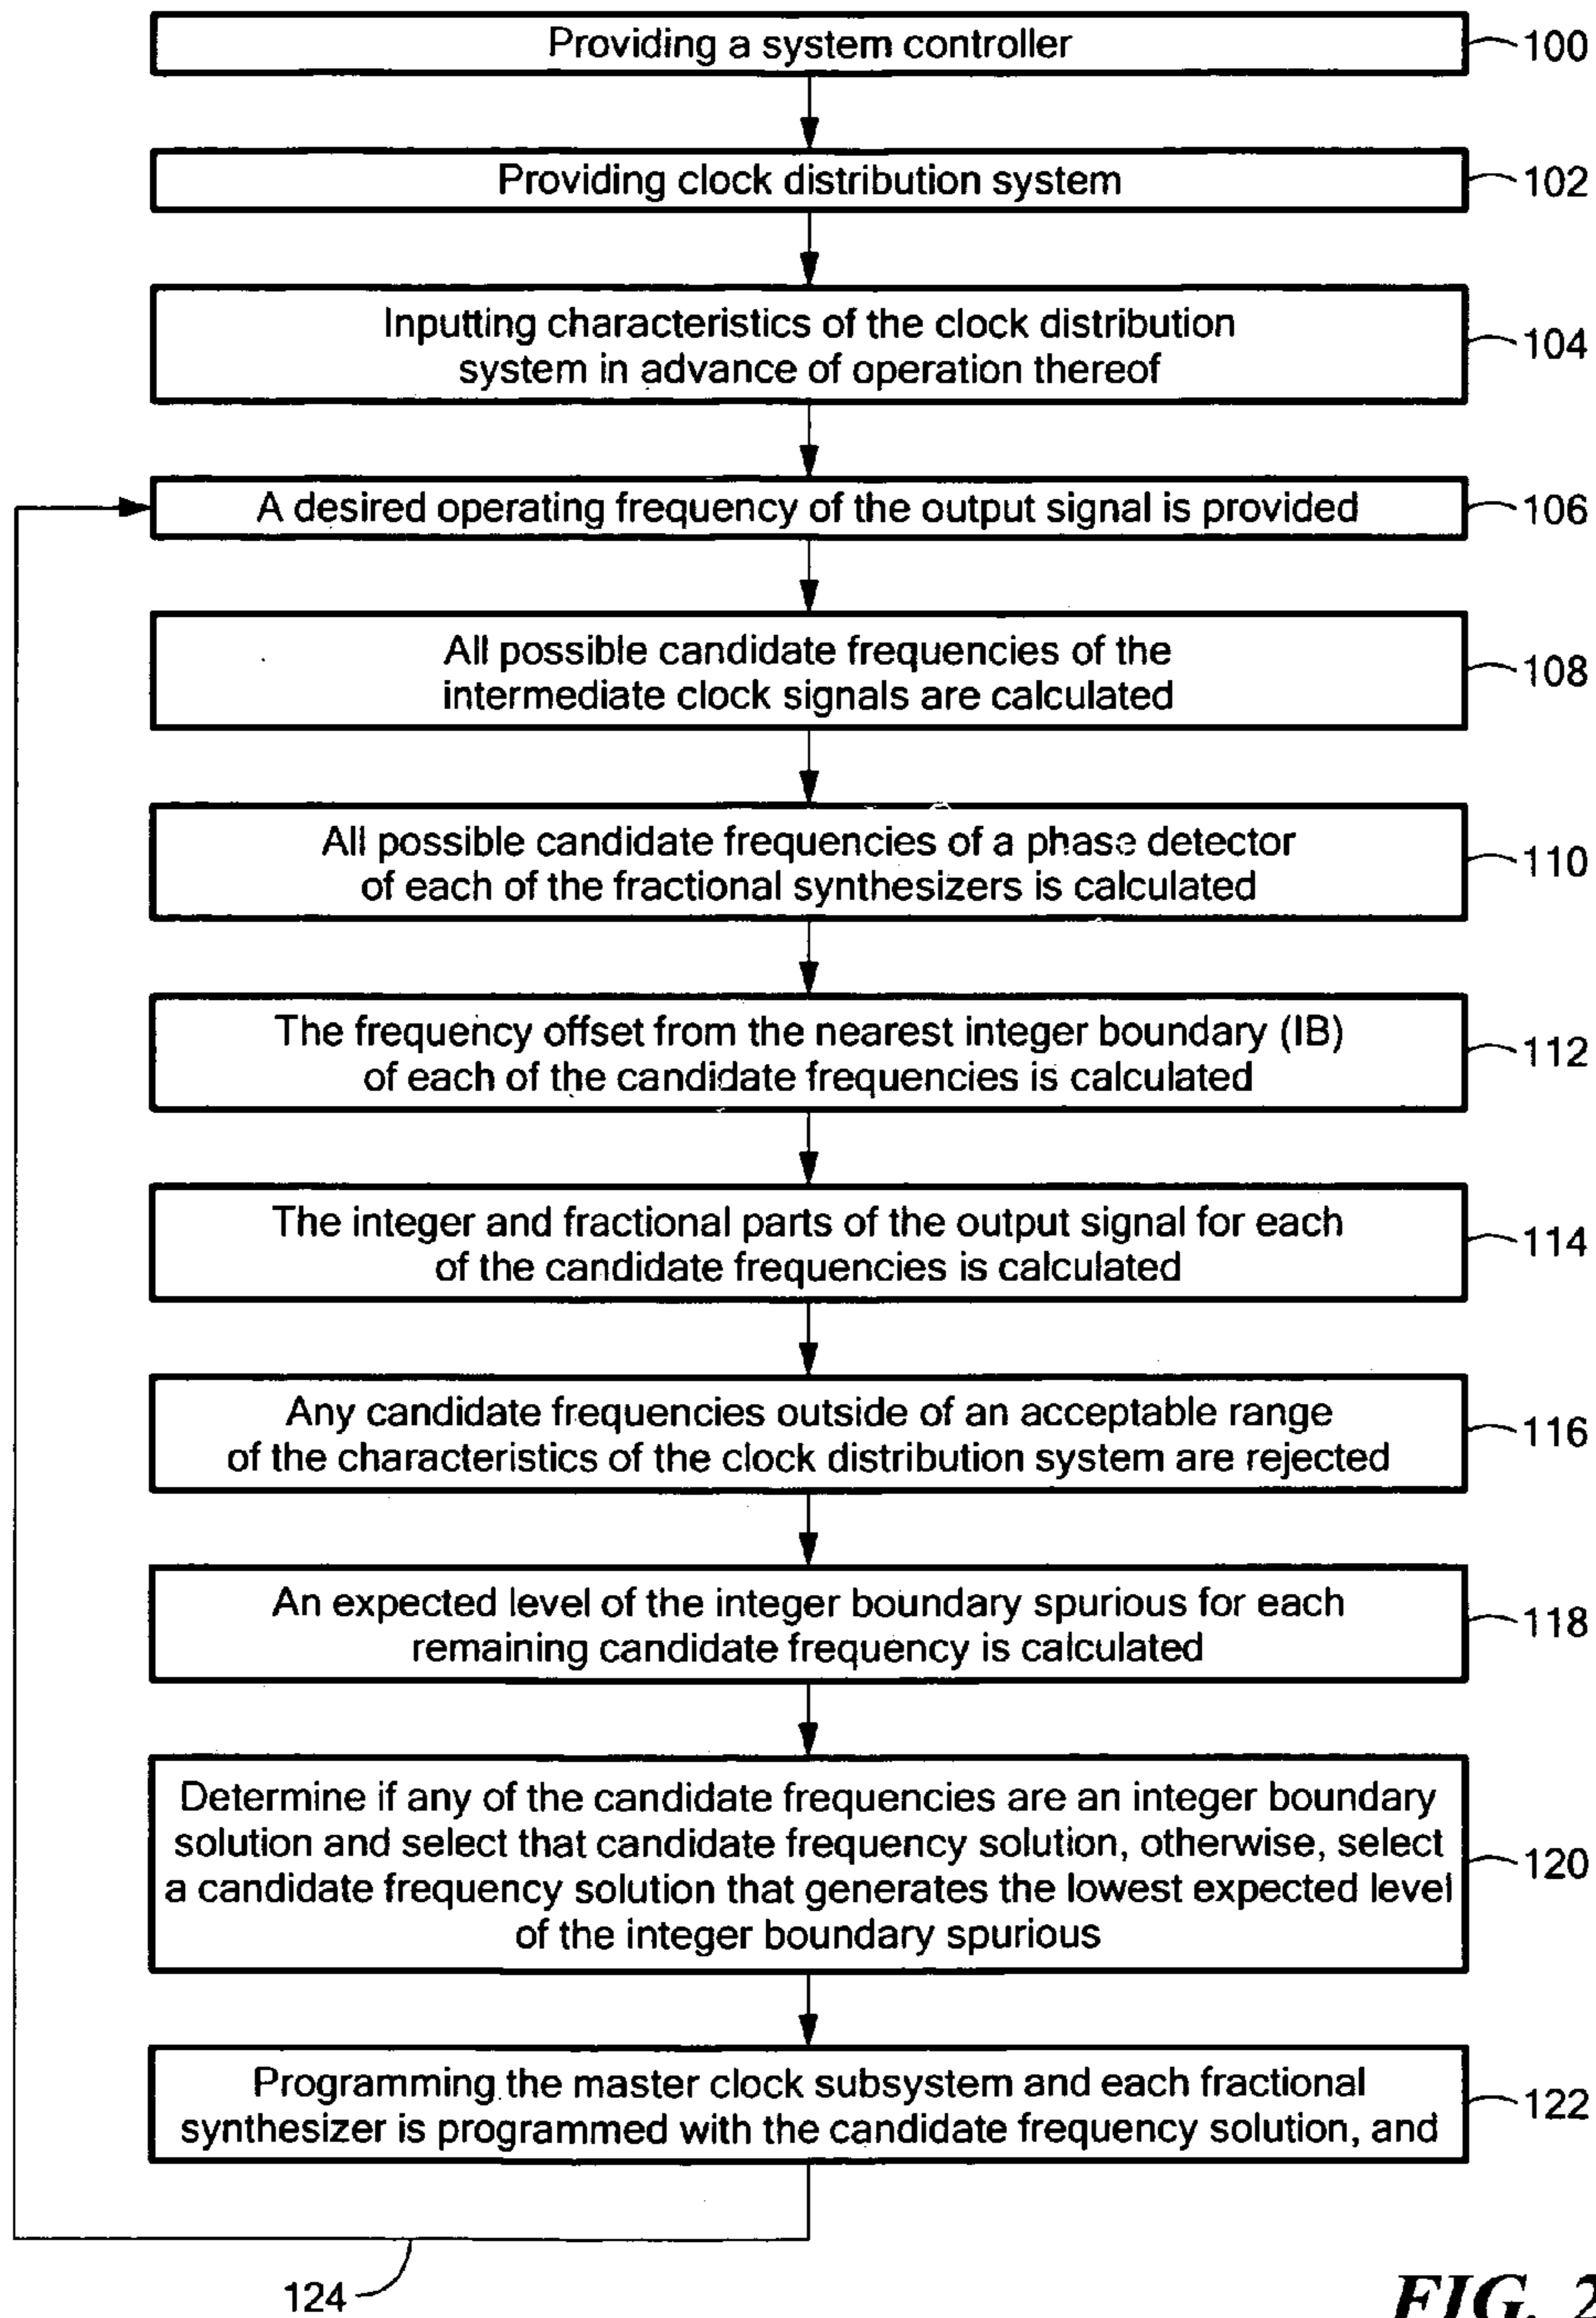 Providing a system controller
100
Providing clock distribution system
102
Inputting characteristics of the clock distribution
system in advance of operation thereof
104
A desired operating frequency of the output signal is provided
106
All possible candidate frequencies of the
intermediate clock signals are calculated
108
All possible candidate frequencies of a phase detector
of each of the fractional synthesizers is calculated
110
The frequency offset from the nearest integer boundary (IB)
of each of the candidate frequencies is calculated
112
The integer and fractional parts of the output signal for each
of the candidate frequencies is calculated
114
Any candidate frequencies outside of an acceptable range
of the characteristics of the clock distribution system are rejected
116
An expected level of the integer boundary spurious for each
remaining candidate frequency is calculated
118
Determine if any of the candidate frequencies are an integer boundary
solution and select that candidate frequency solution, otherwise, select
a candidate frequency solution that generates the lowest expected level
of the integer boundary spurious
120
Programming the master clock subsystem and each fractional
synthesizer is programmed with the candidate frequency solution, and
122
124
FIG. 2